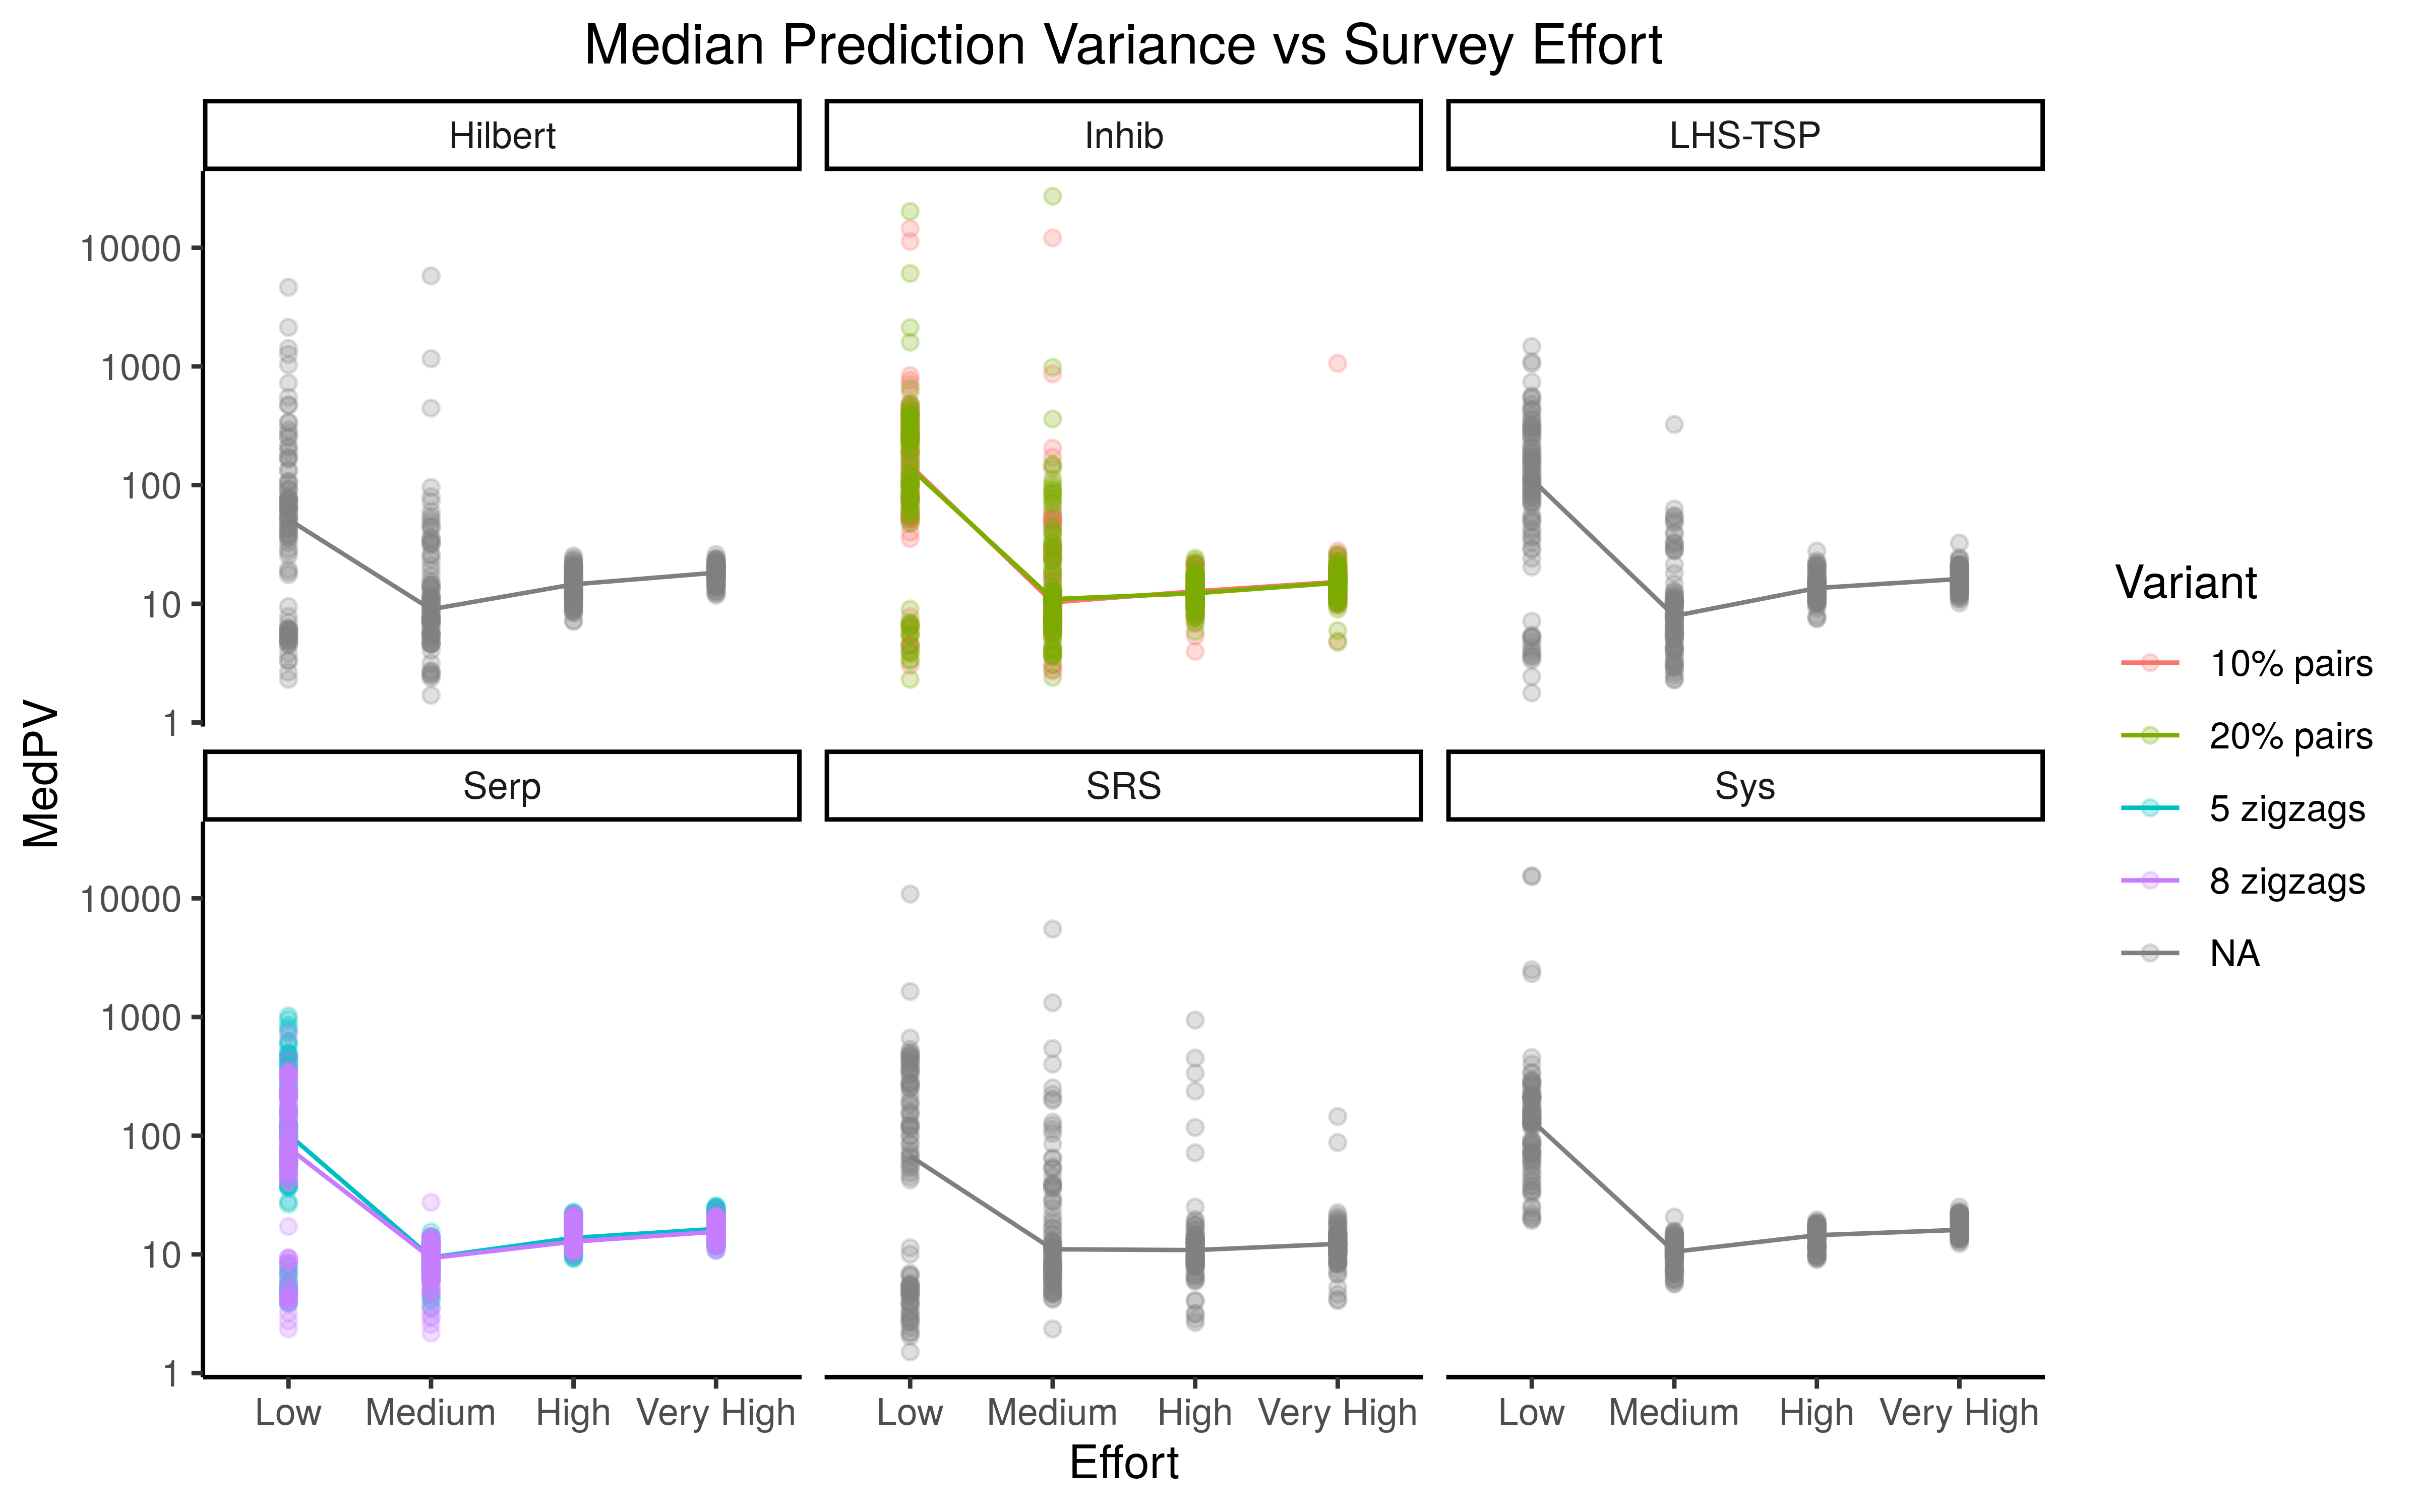 Median Prediction Variance vs Survey Effort
Hilbert
Inhib
LHS-TSP
10000
1000
100
10
1
MedPV
Serp
SRS
Sys
10000
1000
100
10
1
Low Medium High Very High
Low Medium High Very High
Low Medium High Very High
Effort
Variant
10% pairs
20% pairs
5 zigzags
8 zigzags
NA